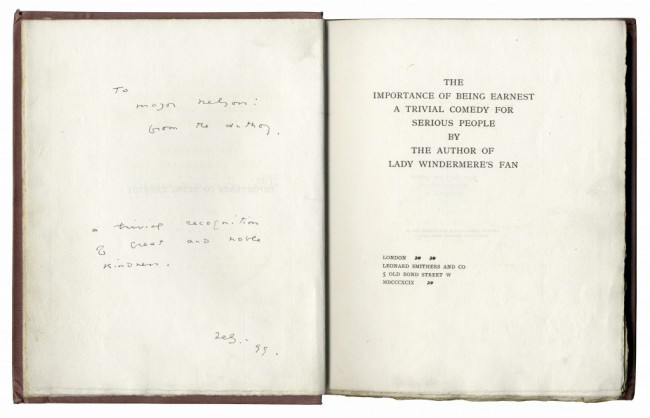 To
major Nelson :
from the author.
a trivial recognition
of great and noble
kindness.
Feb. - 99.
THE
IMPORTANCE OF BEING EARNEST
A TRIVIAL COMEDY FOR
SERIOUS PEOPLE
BY
THE AUTHOR OF
LADY WINDERMERE'S FAN
LONDON
LEONARD SMITHERS AND CO
5 OLD BOND STREET W
MDCCCXCIX